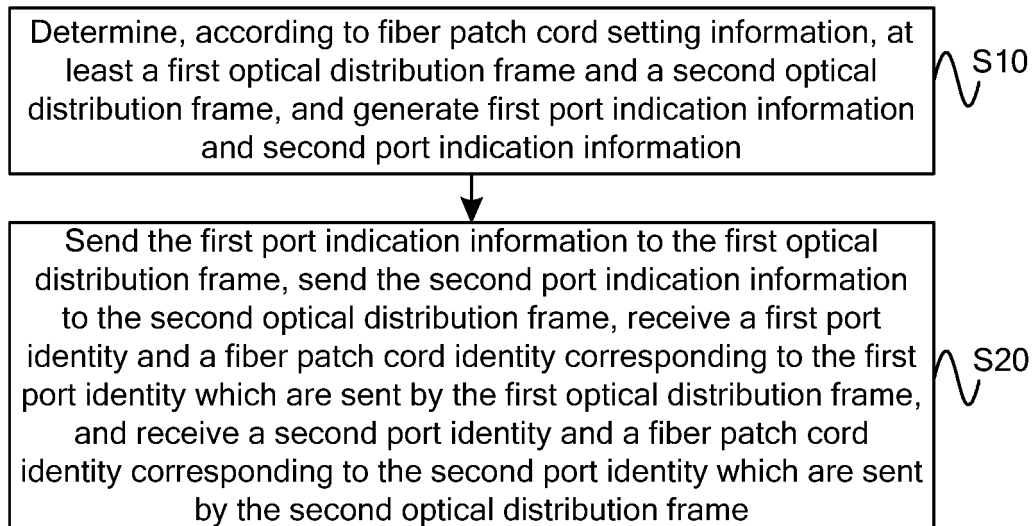 Determine, according to fiber patch cord setting information, at
least a first optical distribution frame and a second optical
distribution frame, and generate first port indication information
and second port indication information
S10
Send the first port indication information to the first optical
distribution frame, send the second port indication information
to the second optical distribution frame, receive a first port
identity and a fiber patch cord identity corresponding to the first
port identity which are sent by the first optical distribution frame,
and receive a second port identity and a fiber patch cord
identity corresponding to the second port identity which are sent
by the second optical distribution frame
S20